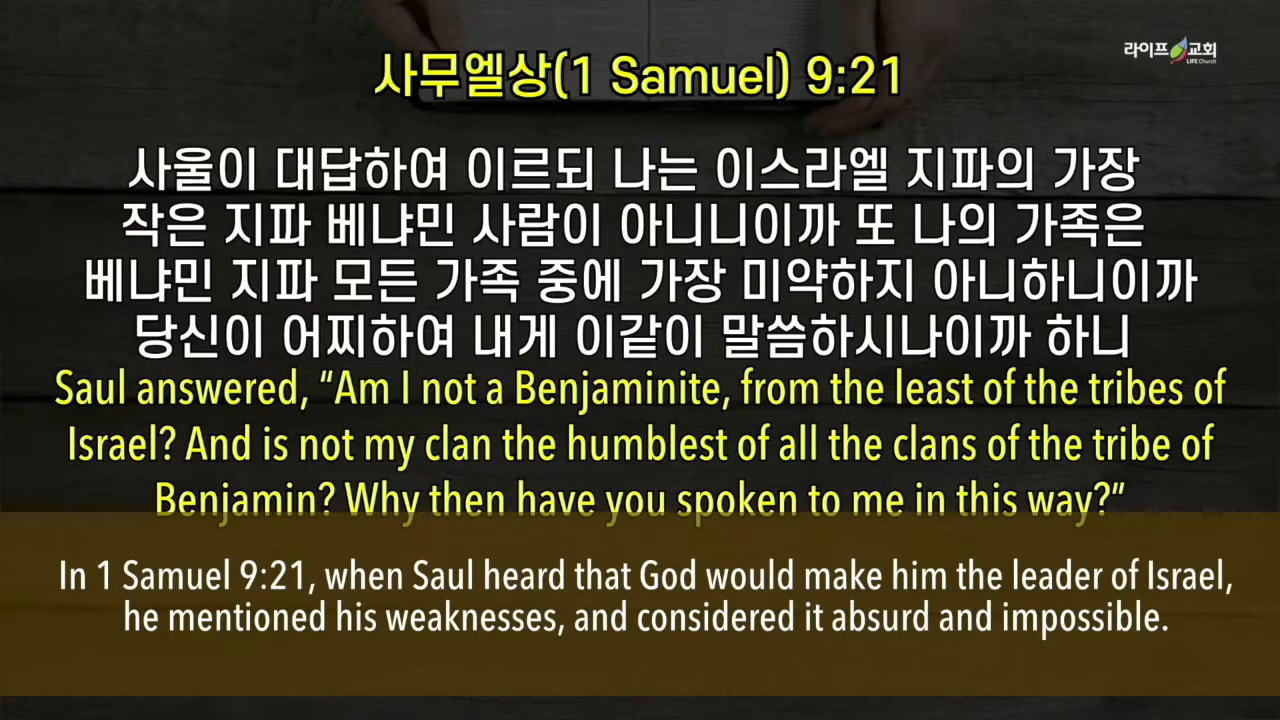 라이프 교회
LIFE Church
사무엘상(1 Samuel) 9:21
사울이 대답하여 이르되 나는 이스라엘 지파의 가장
작은 지파 베냐민 사람이 아니니이까 또 나의 가족은
베냐민 지파 모든 가족 중에 가장 미약하지 아니하니이까
당신이 어찌하여 내게 이같이 말씀하시나이까 하니
Saul answered, “Am I not a Benjaminite, from the least of the tribes of
Israel? And is not my clan the humblest of all the clans of the tribe of
Benjamin? Why then have you spoken to me in this way?”
In 1 Samuel 9:21, when Saul heard that God would make him the leader of Israel,
he mentioned his weaknesses, and considered it absurd and impossible.